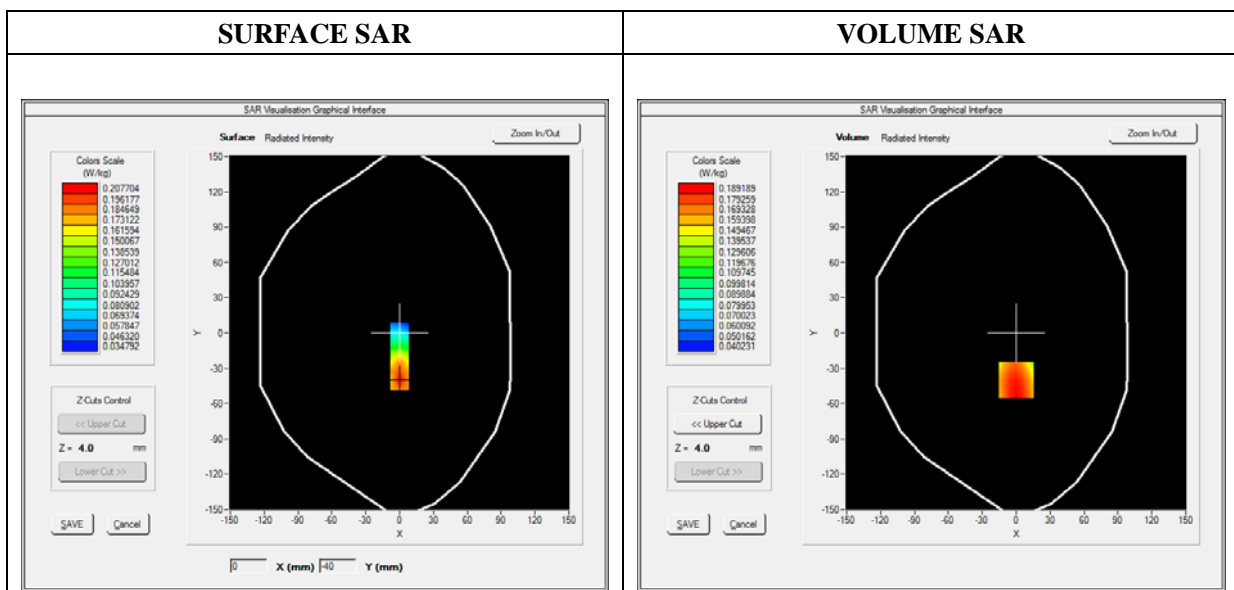 SURFACE SAR
VOLUME SAR
SAR Visualisation Graphical Interface
Surface Radiated Intensity
Zoom In/Out
Colors Scale
(W/kg)
0.207704
0.196177
0.184649
0.173122
0.161594
0.150067
0.138539
0.127012
0.115484
0.103957
0.092429
0.080902
0.069374
0.057847
0.046320
0.034792
Z-Cuts Control
<< Upper Cut
Z = 4.0 mm
Lower Cut >>
SAVE Cancel
150
120
90
60
30
0
-30
-60
-90
-120
-150
Y
-150 -120 -90 -60 -30 0 30 60 90 120 150
X
0 X (mm) -40 Y (mm)
SAR Visualisation Graphical Interface
Volume Radiated Intensity
Zoom In/Out
Colors Scale
(W/kg)
0.189189
0.179259
0.169328
0.159398
0.149467
0.139537
0.129606
0.119676
0.109745
0.099814
0.089884
0.079953
0.070023
0.060092
0.050162
0.040231
Z-Cuts Control
<< Upper Cut
Z = 4.0 mm
Lower Cut >>
SAVE Cancel
150
120
90
60
30
0
-30
-60
-90
-120
-150
Y
-150 -120 -90 -60 -30 0 30 60 90 120 150
X